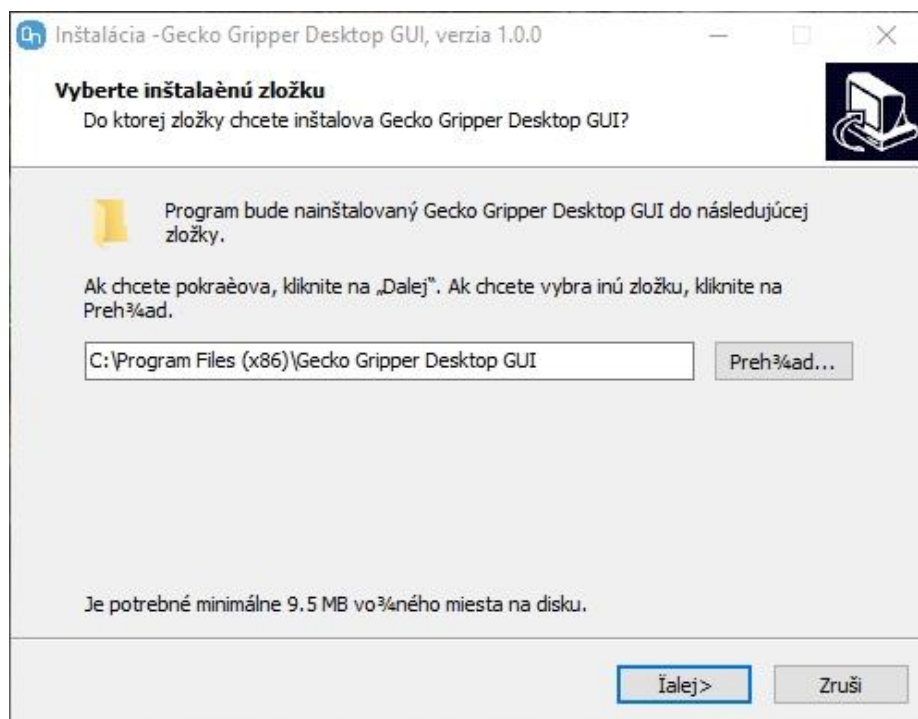 Inštalácia -Gecko Gripper Desktop GUI, verzia 1.0.0
Vyberte inštalaènú zložku
Do ktorej zložky chcete inštalova Gecko Gripper Desktop GUI?
Program bude nainštalovaný Gecko Gripper Desktop GUI do následujúcej
zložky.
Ak chcete pokraèova, kliknite na „Dalej“. Ak chcete vybra inú zložku, kliknite na
Preh¾ad.
C:\Program Files (x86)\Gecko Gripper Desktop GUI
Preh¾ad...
Je potrebné minimálne 9.5 MB vo¾ného miesta na disku.
Ïalej>
Zruši